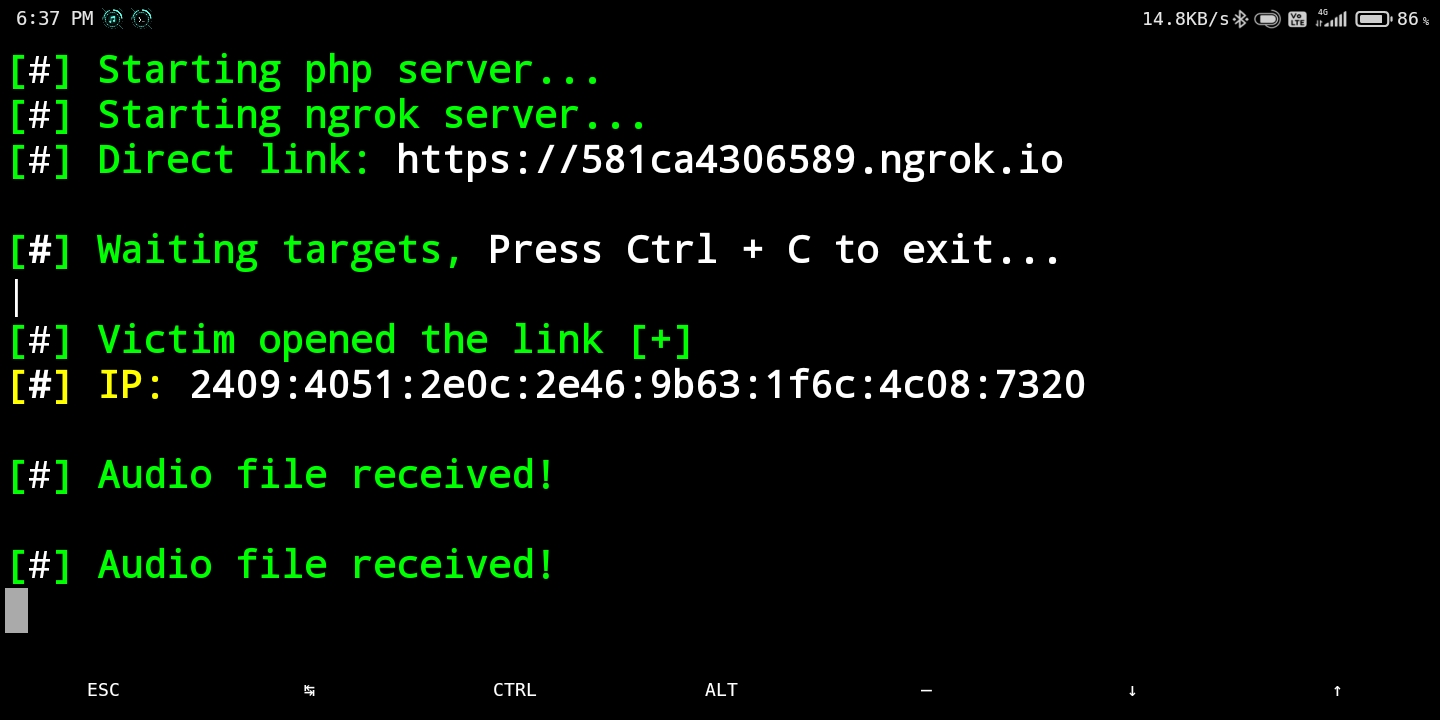 6:37 PM
14.8KB/s
Vo LTE
4G
86 %
[#] Starting php server...
[#] Starting ngrok server...
[#] Direct link: https://581ca4306589.ngrok.io
[#] Waiting targets, Press Ctrl + C to exit...
[#] Victim opened the link [+]
[#] IP: 2409:4051:2e0c:2e46:9b63:1f6c:4c08:7320
[#] Audio file received!
[#] Audio file received!
ESC ↹ CTRL ALT — ↓ ↑